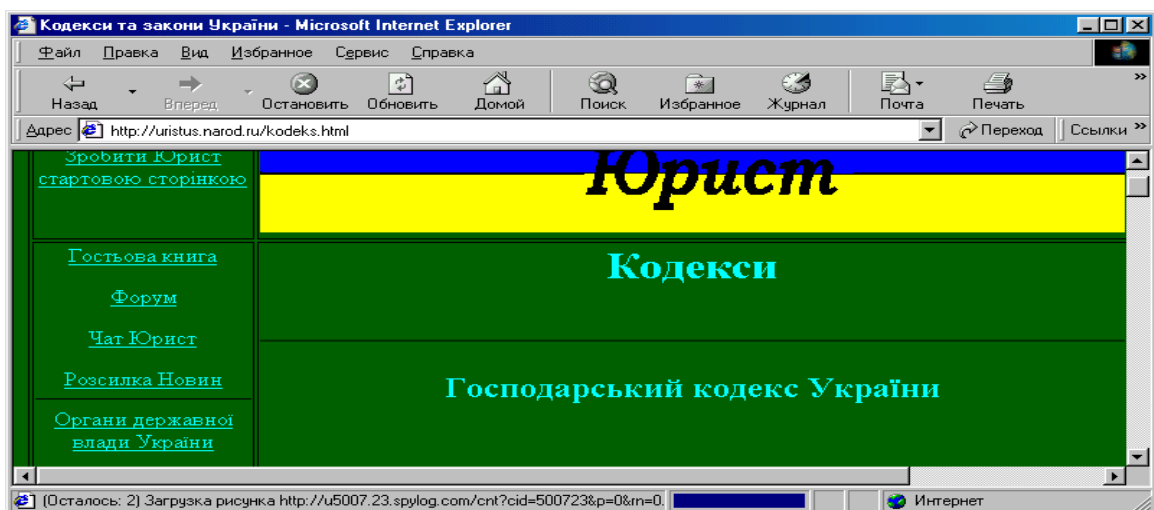 Кодекси та закони України - Microsoft Internet Explorer
Файл Правка Вид Избранное Сервис Справка
Назад Вперед Остановить Обновить Домой Поиск Избранное Журнал Почта Печать
Адрес http://uristus.narod.ru/kodeks.html Переход Ссылки
Зробити Юрист
стартовою сторінкою
Юрист
Гостьова книга
Форум
Чат Юрист
Розсилка Новин
Органи державної
влади України
Кодекси
Господарський кодекс України
(Осталось: 2) Загрузка рисунка http://u5007.23.spylog.com/cnt?cid=500723&p=0&rn=0. Интернет